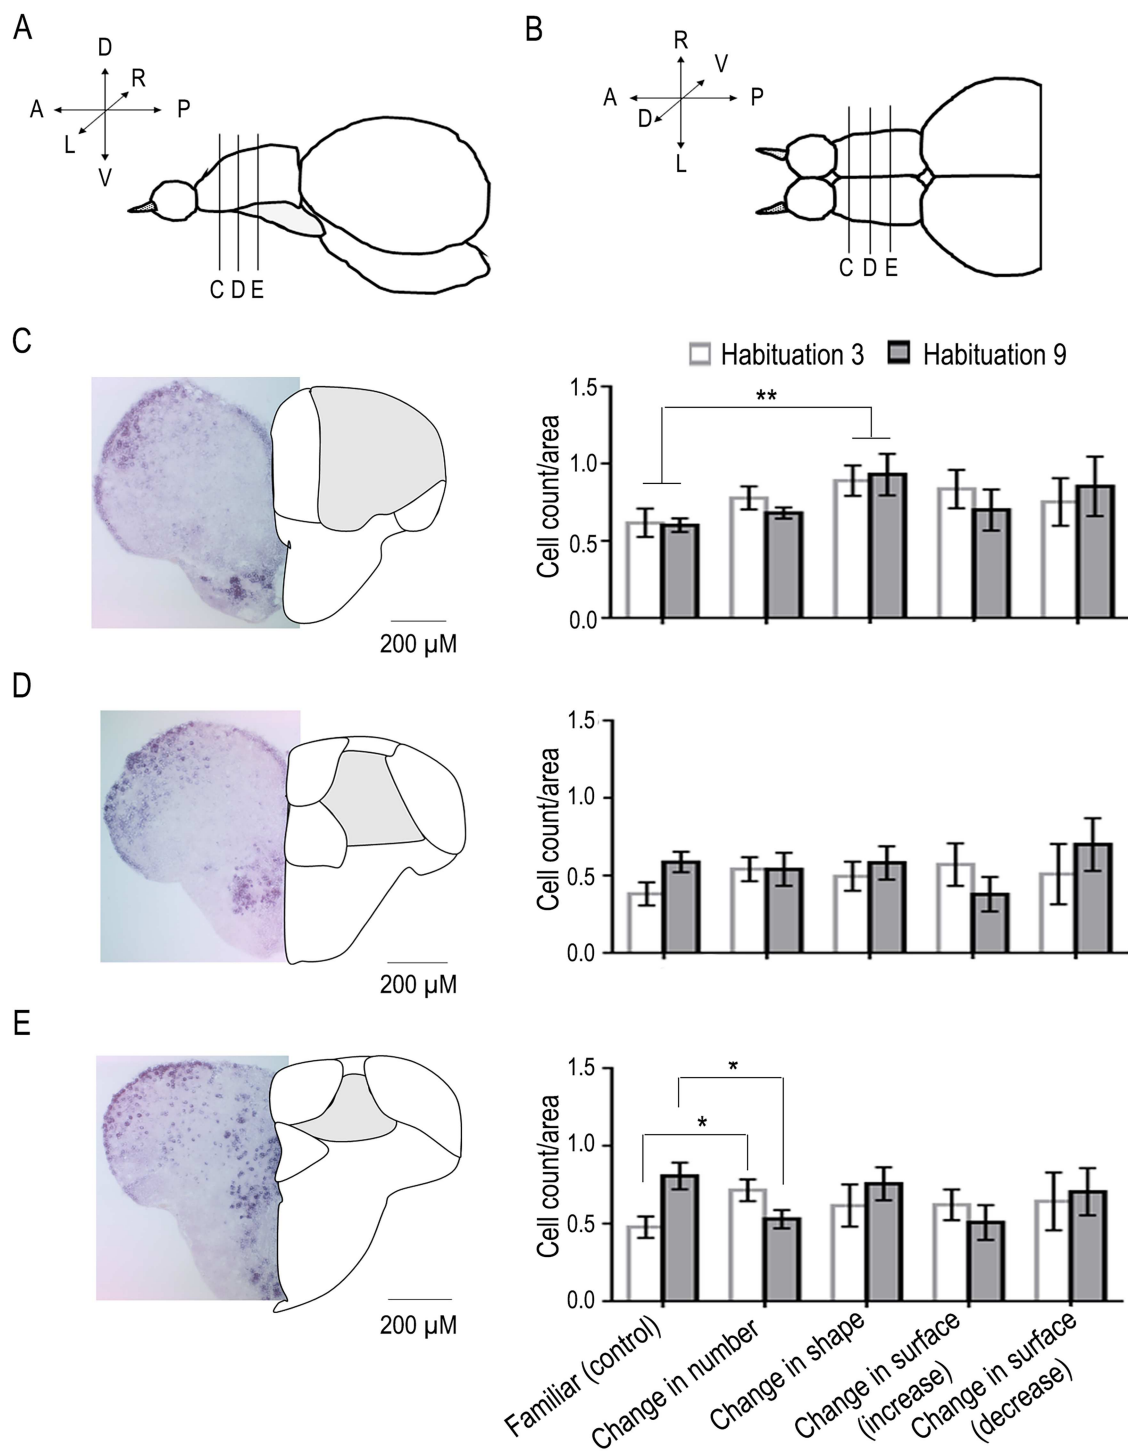 A
B
D
R
A
P
L
V
C D E
R
V
A
P
D
L
C D E
C
Habituation 3
Habituation 9
200 µM
Cell count/area
1.5
1.0
0.5
0.0
**
D
200 µM
Cell count/area
1.5
1.0
0.5
0.0
E
200 µM
Cell count/area
1.5
1.0
0.5
0.0
*
*
Familiar (control)
Change in number
Change in shape
Change in surface
(increase)
Change in surface
(decrease)